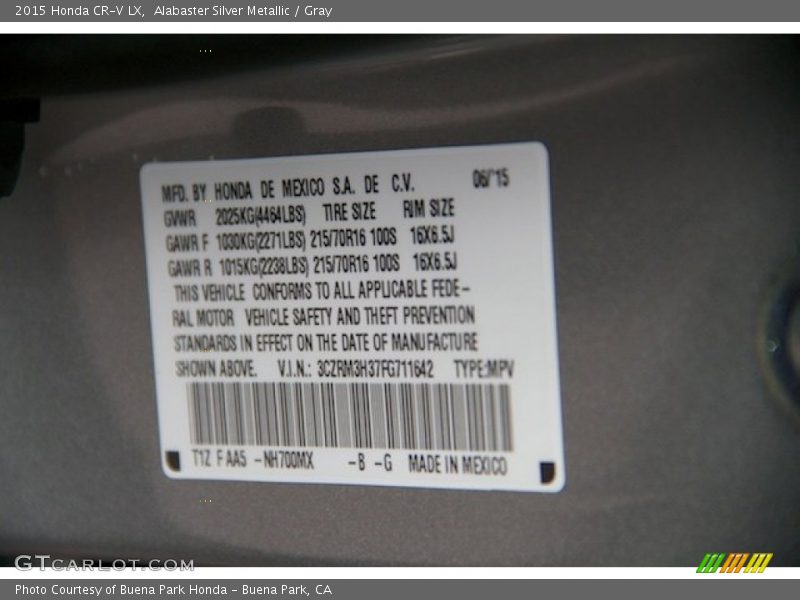 2015 Honda CR-V LX, Alabaster Silver Metallic / Gray
MFD. BY HONDA DE MEXICO S.A. DE C.V. 06/'15
GVWR 2025KG(4464LBS) TIRE SIZE RIM SIZE
GAWR F 1030KG(2271LBS) 215/70R16 100S 16X6.5J
GAWR R 1015KG(2238LBS) 215/70R16 100S 16X6.5J
THIS VEHICLE CONFORMS TO ALL APPLICABLE FEDE-
RAL MOTOR VEHICLE SAFETY AND THEFT PREVENTION
STANDARDS IN EFFECT ON THE DATE OF MANUFACTURE
SHOWN ABOVE. V.I.N.: 3CZRM3H37FG711642 TYPE:MPV
T1Z F AA5 -NH700MX -B -G MADE IN MEXICO
GTCARLOT.COM
Photo Courtesy of Buena Park Honda - Buena Park, CA